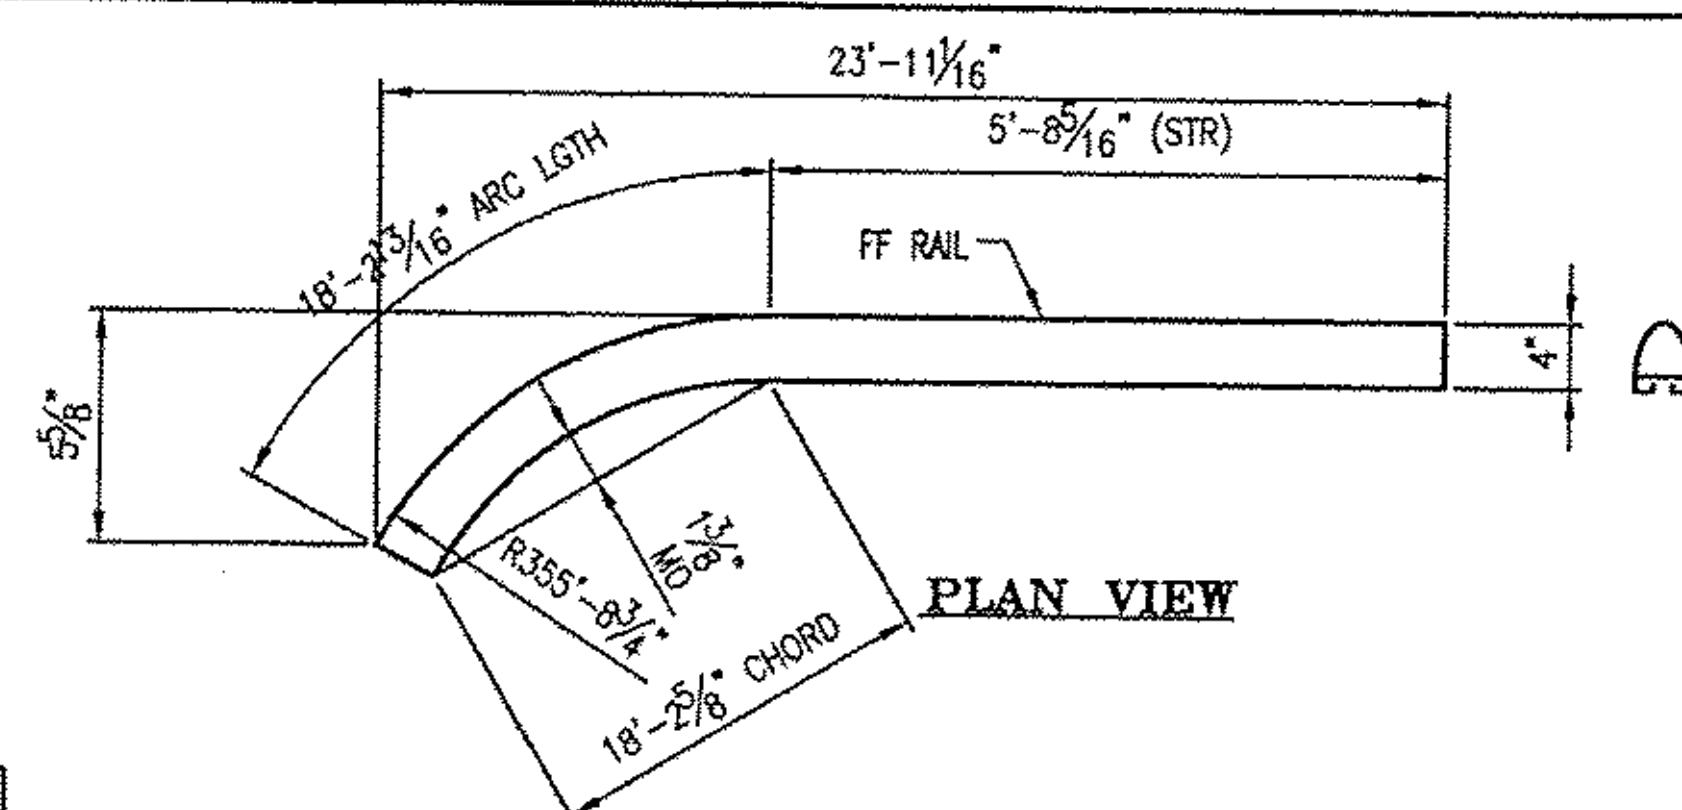 23'-11 1/16"
5'-8 5/16" (STR)
18'-2 13/16" ARC LGTH
FF RAIL
4"
5 5/8"
1 3/8"
MO
R355'-8 3/4"
PLAN VIEW
18'-2 5/8" CHORD